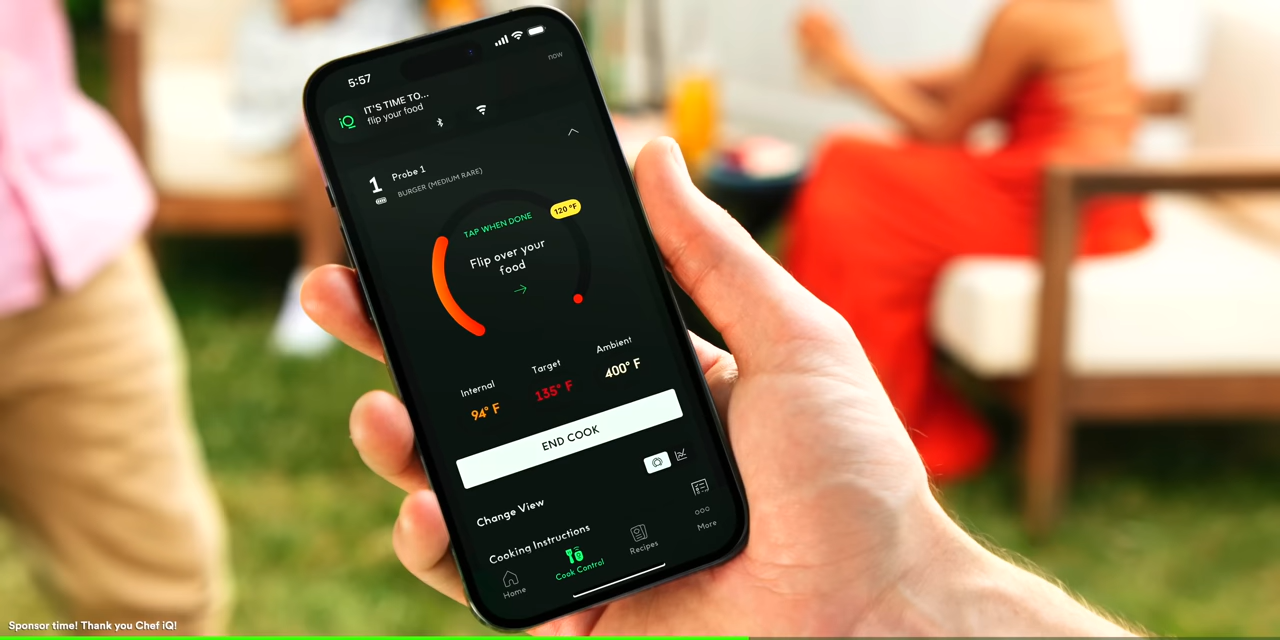 5:57
now
iQ
IT'S TIME TO...
flip your food
1
Probe 1
BURGER (MEDIUM RARE)
120 °F
TAP WHEN DONE
Flip over your
food
Internal
Target
Ambient
94° F
135° F
400° F
END COOK
Change View
Cooking Instructions
Home
Cook Control
Recipes
More
Sponsor time! Thank you Chef iQ!